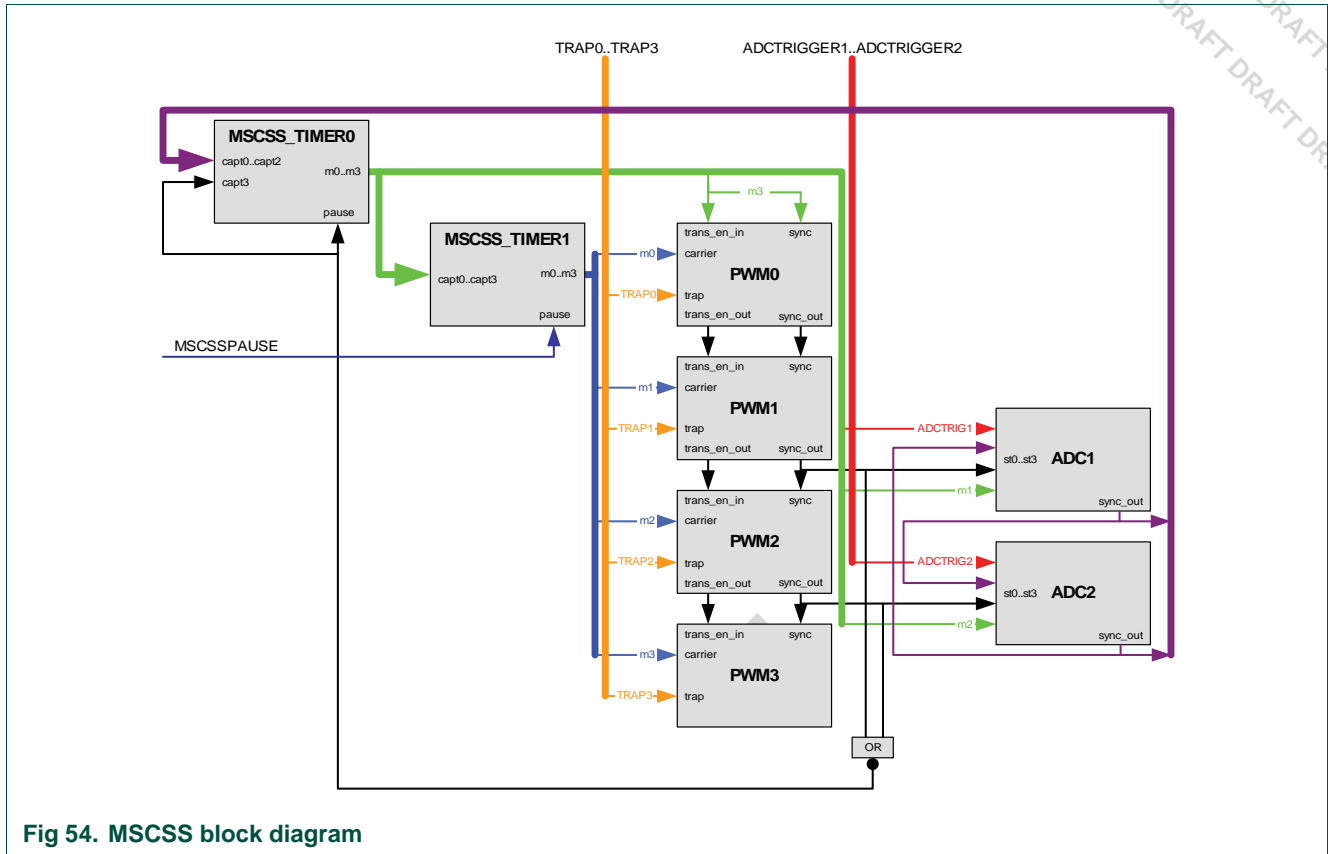 DRAFT DRAFT
DRAFT DRAFT DR
TRAP0..TRAP3
ADCTRIGGER1..ADCTRIGGER2
MSCSS_TIMER0
capt0..capt2
m0..m3
capt3
pause
m3
MSCSS_TIMER1
capt0..capt3
m0..m3
pause
MSCSSPAUSE
trans_en_in
sync
m0
carrier
PWM0
TRAP0
trap
trans_en_out
sync_out
trans_en_in
sync
m1
carrier
PWM1
TRAP1
trap
trans_en_out
sync_out
ADCTRIG1
st0..st3
ADC1
m1
sync_out
trans_en_in
sync
m2
carrier
PWM2
TRAP2
trap
trans_en_out
sync_out
ADCTRIG2
st0..st3
ADC2
m2
sync_out
trans_en_in
sync
m3
carrier
PWM3
TRAP3
trap
OR
Fig 54. MSCSS block diagram